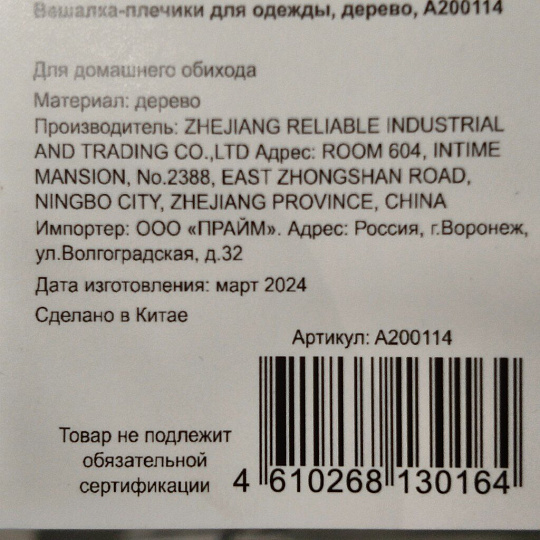 Вешалка-плечики для одежды, дерево, А200114
Для домашнего обихода
Материал: дерево
Производитель: ZHEJIANG RELIABLE INDUSTRIAL
AND TRADING CO.,LTD Адрес: ROOM 604, INTIME
MANSION, No.2388, EAST ZHONGSHAN ROAD,
NINGBO CITY, ZHEJIANG PROVINCE, CHINA
Импортер: ООО «ПРАЙМ». Адрес: Россия, г.Воронеж,
ул.Волгоградская, д.32
Дата изготовления: март 2024
Сделано в Китае
Артикул: А200114
Товар не подлежит
обязательной
сертификации
4 610268 130164